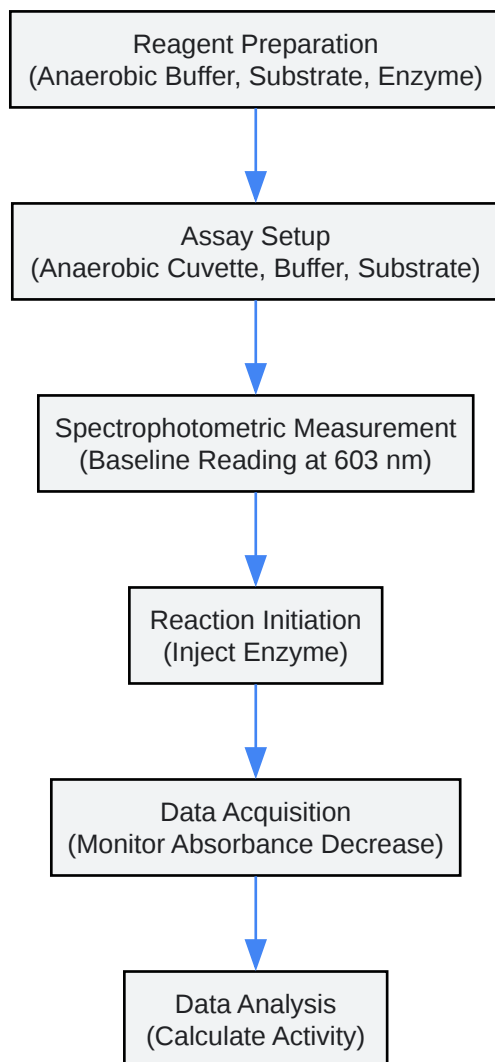 Reagent Preparation
(Anaerobic Buffer, Substrate, Enzyme)
Assay Setup
(Anaerobic Cuvette, Buffer, Substrate)
Spectrophotometric Measurement
(Baseline Reading at 603 nm)
Reaction Initiation
(Inject Enzyme)
Data Acquisition
(Monitor Absorbance Decrease)
Data Analysis
(Calculate Activity)